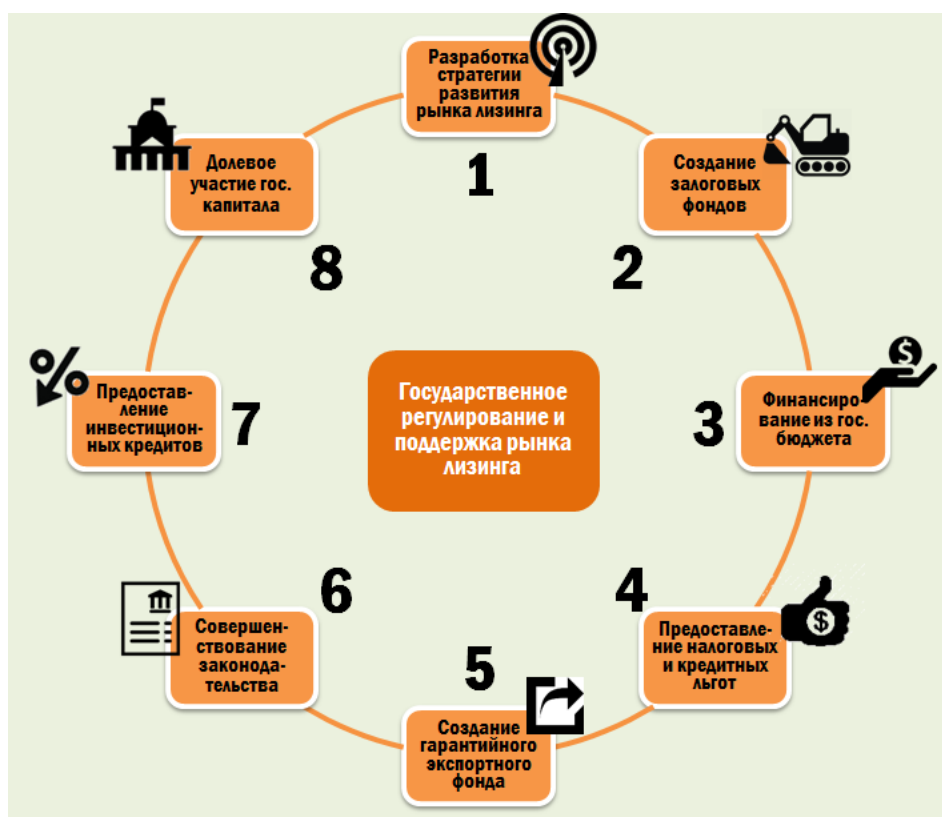 Разработка
стратегии
развития
рынка лизинга
1
Создание
залоговых
фондов
2
Финансиро-
вание из гос.
бюджета
3
Предоставле-
ние налоговых
и кредитных
льгот
4
Создание
гарантийного
экспортного
фонда
5
Совершен-
ствование
законода-
тельства
6
Предостав-
ление
инвестицион-
ных кредитов
7
Долевое
участие гос.
капитала
8
Государственное
регулирование и
поддержка рынка
лизинга